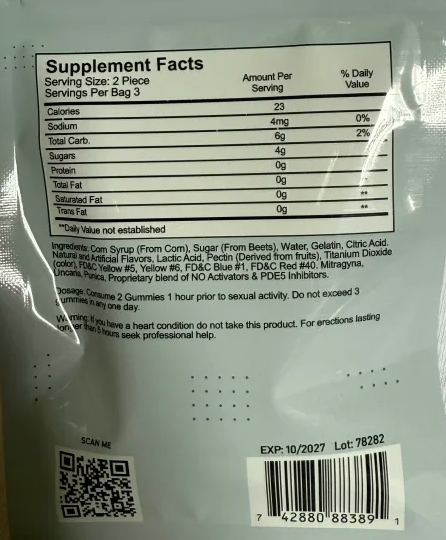 Supplement Facts
Serving Size: 2 Piece
Servings Per Bag 3
Amount Per Serving
% Daily Value
Calories 23
Sodium 4mg 0%
Total Carb. 6g 2%
Sugars 4g
Protein 0g
Total Fat 0g
Saturated Fat 0g **
Trans Fat 0g **
**Daily Value not established
Ingredients: Corn Syrup (From Corn), Sugar (From Beets), Water, Gelatin, Citric Acid.
Natural and Artificial Flavors, Lactic Acid, Pectin (Derived from fruits), Titanium Dioxide
(color), FD&C Yellow #5, Yellow #6, FD&C Blue #1, FD&C Red #40. Mitragyna,
Uncaria, Punica, Proprietary blend of NO Activators & PDE5 Inhibitors.
Dosage: Consume 2 Gummies 1 hour prior to sexual activity. Do not exceed 3
gummies in any one day.
Warning: If you have a heart condition do not take this product. For erections lasting
longer than 5 hours seek professional help.
SCAN ME
EXP: 10/2027 Lot: 78282
7 42880 88389 1